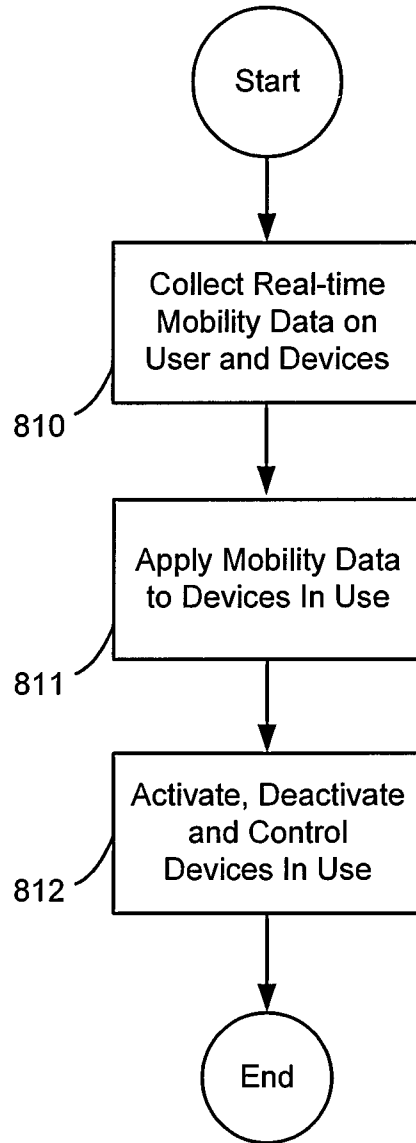 Start
Collect Real-time
Mobility Data on
User and Devices
810
Apply Mobility Data
to Devices In Use
811
Activate, Deactivate
and Control
Devices In Use
812
End